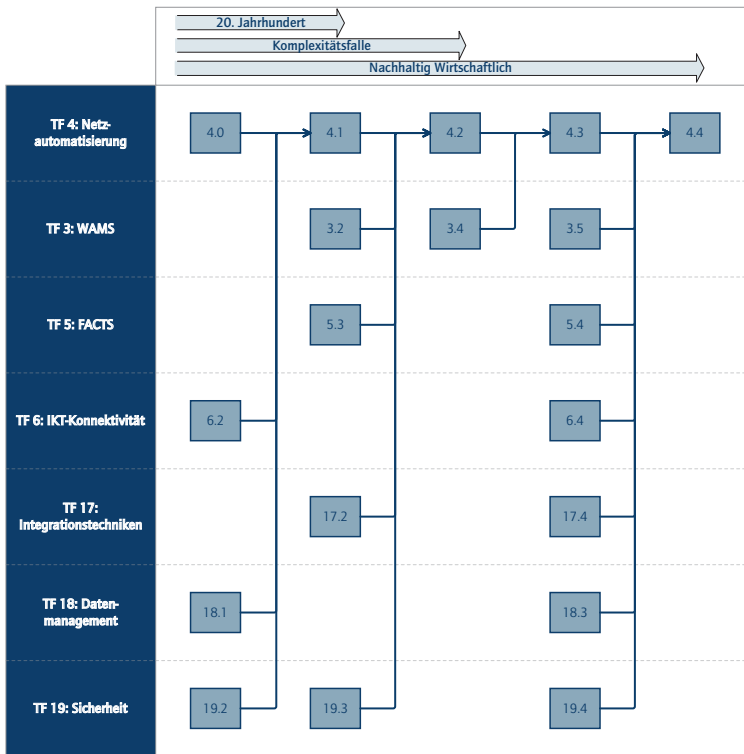 20. Jahrhundert
Komplexitätsfalle
Nachhaltig Wirtschaftlich
TF 4: Netz-
automatisierung
4.0
4.1
4.2
4.3
4.4
TF 3: WAMS
3.2
3.4
3.5
TF 5: FACTS
5.3
5.4
TF 6: IKT-Konnektivität
6.2
6.4
TF 17:
Integrationstechniken
17.2
17.4
TF 18: Daten-
management
18.1
18.3
TF 19: Sicherheit
19.2
19.3
19.4